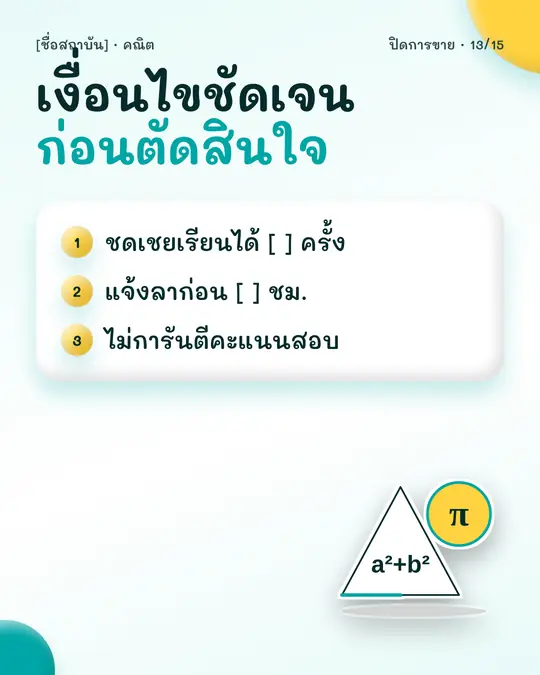 [ชื่อสถาบัน] · คณิต
ปิดการขาย · 13/15
เงื่อนไขชัดเจน
ก่อนตัดสินใจ
1 ชดเชยเรียนได้ [ ] ครั้ง
2 แจ้งลาก่อน [ ] ชม.
3 ไม่การันตีคะแนนสอบ
π
a²+b²